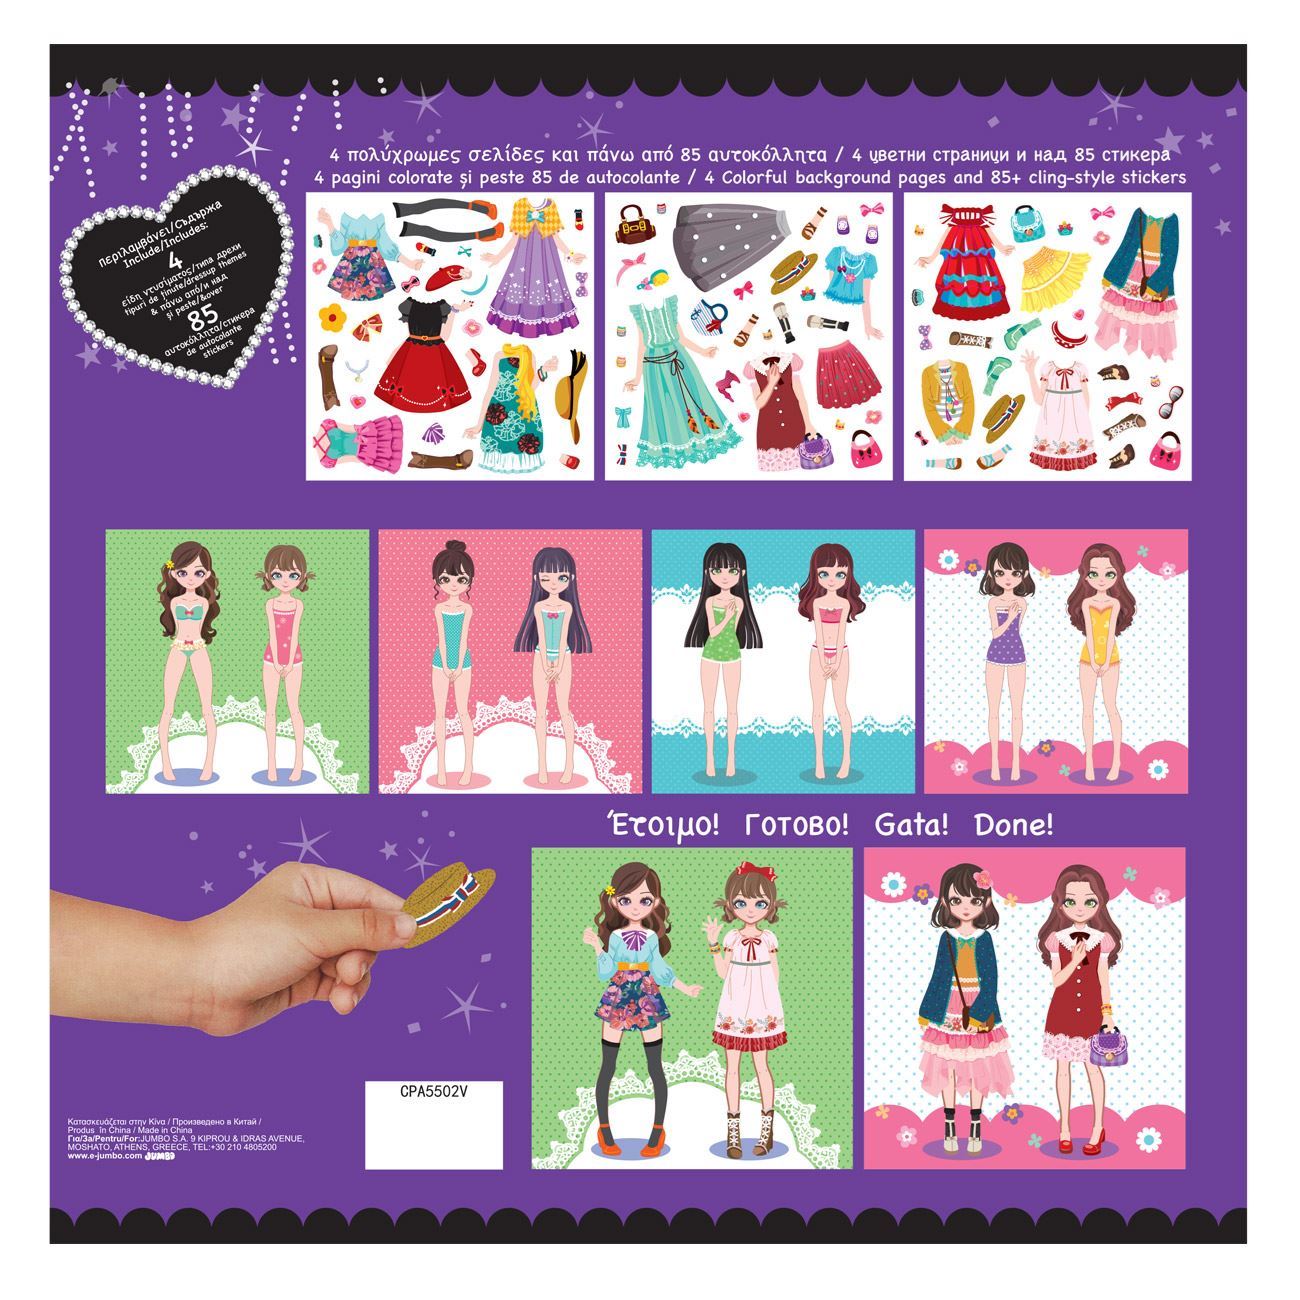 4 πολύχρωμες σελίδες και πάνω από 85 αυτοκόλλητα / 4 цветни страници и над 85 стикера
4 pagini colorate și peste 85 de autocolante / 4 Colorful background pages and 85+ cling-style stickers
Περιλαμβάνει/Съдържа
Include/Includes:
4
είδη ντυσίματος/типа дрехи
tipuri de ținute/dressup themes
& πάνω από/и над
și peste/&over
85
αυτοκόλλητα/стикера
de autocolante
stickers
Έτοιμο! Готово! Gata! Done!
CPA5502V
Κατασκευάζεται στην Κίνα / Произведено в Китай /
Produs în China / Made in China
Για/За/Pentru/For:JUMBO S.A. 9 KIPROU & IDRAS AVENUE,
MOSHATO, ATHENS, GREECE, TEL:+30 210 4805200
www.e-jumbo.com JUMBO